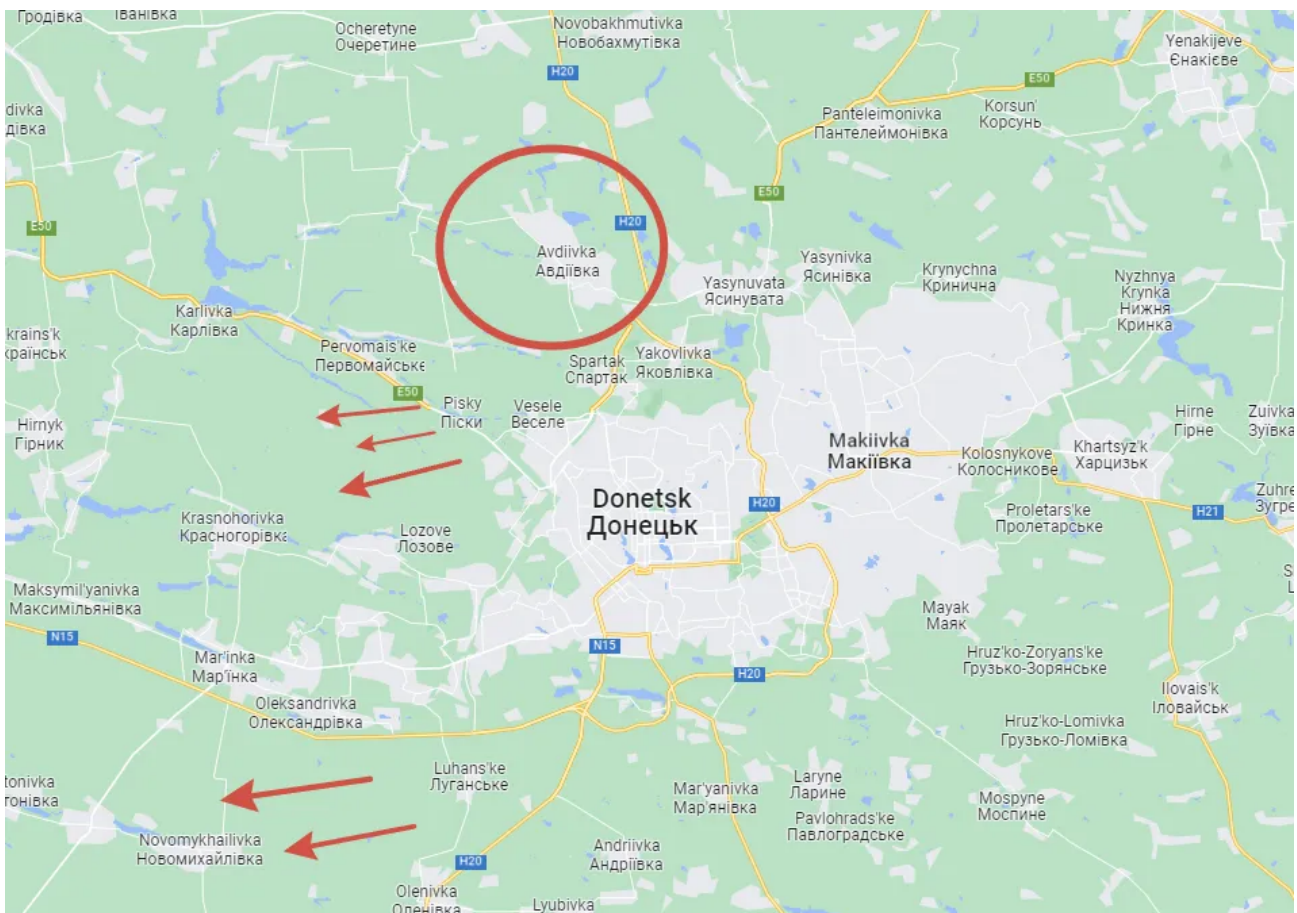 Гродівка
Іванівка
Ocheretyne
Очеретине
Novobakhmutivka
Новобахмутівка
H20
Yenakijeve
Єнакієве
E50
divka
дівка
Panteleimonivka
Пантелеймонівка
Korsun'
Корсунь
E50
E50
H20
Avdiivka
Авдіївка
Yasynuvata
Ясинувата
Yasynivka
Ясинівка
Krynychna
Кринична
Nyzhnya
Krynka
Нижня
Кринка
Karlivka
Карлівка
krains'k
країнськ
Pervomais'ke
Первомайське
Spartak
Спартак
Yakovlivka
Яковлівка
E50
Pisky
Піски
Vesele
Веселе
Hirnyk
Гірник
Makiivka
Макіївка
Kolosnykove
Колосникове
Khartsyz'k
Харцизьк
Hirne
Гірне
Zuivka
Зуївка
Donetsk
Донецьк
H20
Proletars'ke
Пролетарське
H21
Zuhre
Зугре
Krasnohorivka
Красногорівка
Lozove
Лозове
Maksymil'yanivka
Максимільянівка
N15
Mar'inka
Мар'їнка
N15
H20
Mayak
Маяк
Hruz'ko-Zoryans'ke
Грузько-Зорянське
Oleksandrivka
Олександрівка
Ilovais'k
Іловайськ
Hruz'ko-Lomivka
Грузько-Ломівка
tonivka
тонівка
Luhans'ke
Луганське
Mar'yanivka
Мар'янівка
Laryne
Ларине
Pavlohrads'ke
Павлоградське
Mospyne
Моспине
Novomykhailivka
Новомихайлівка
H20
Andriivka
Андріївка
Olenivka
Оленівка
Lyubivka